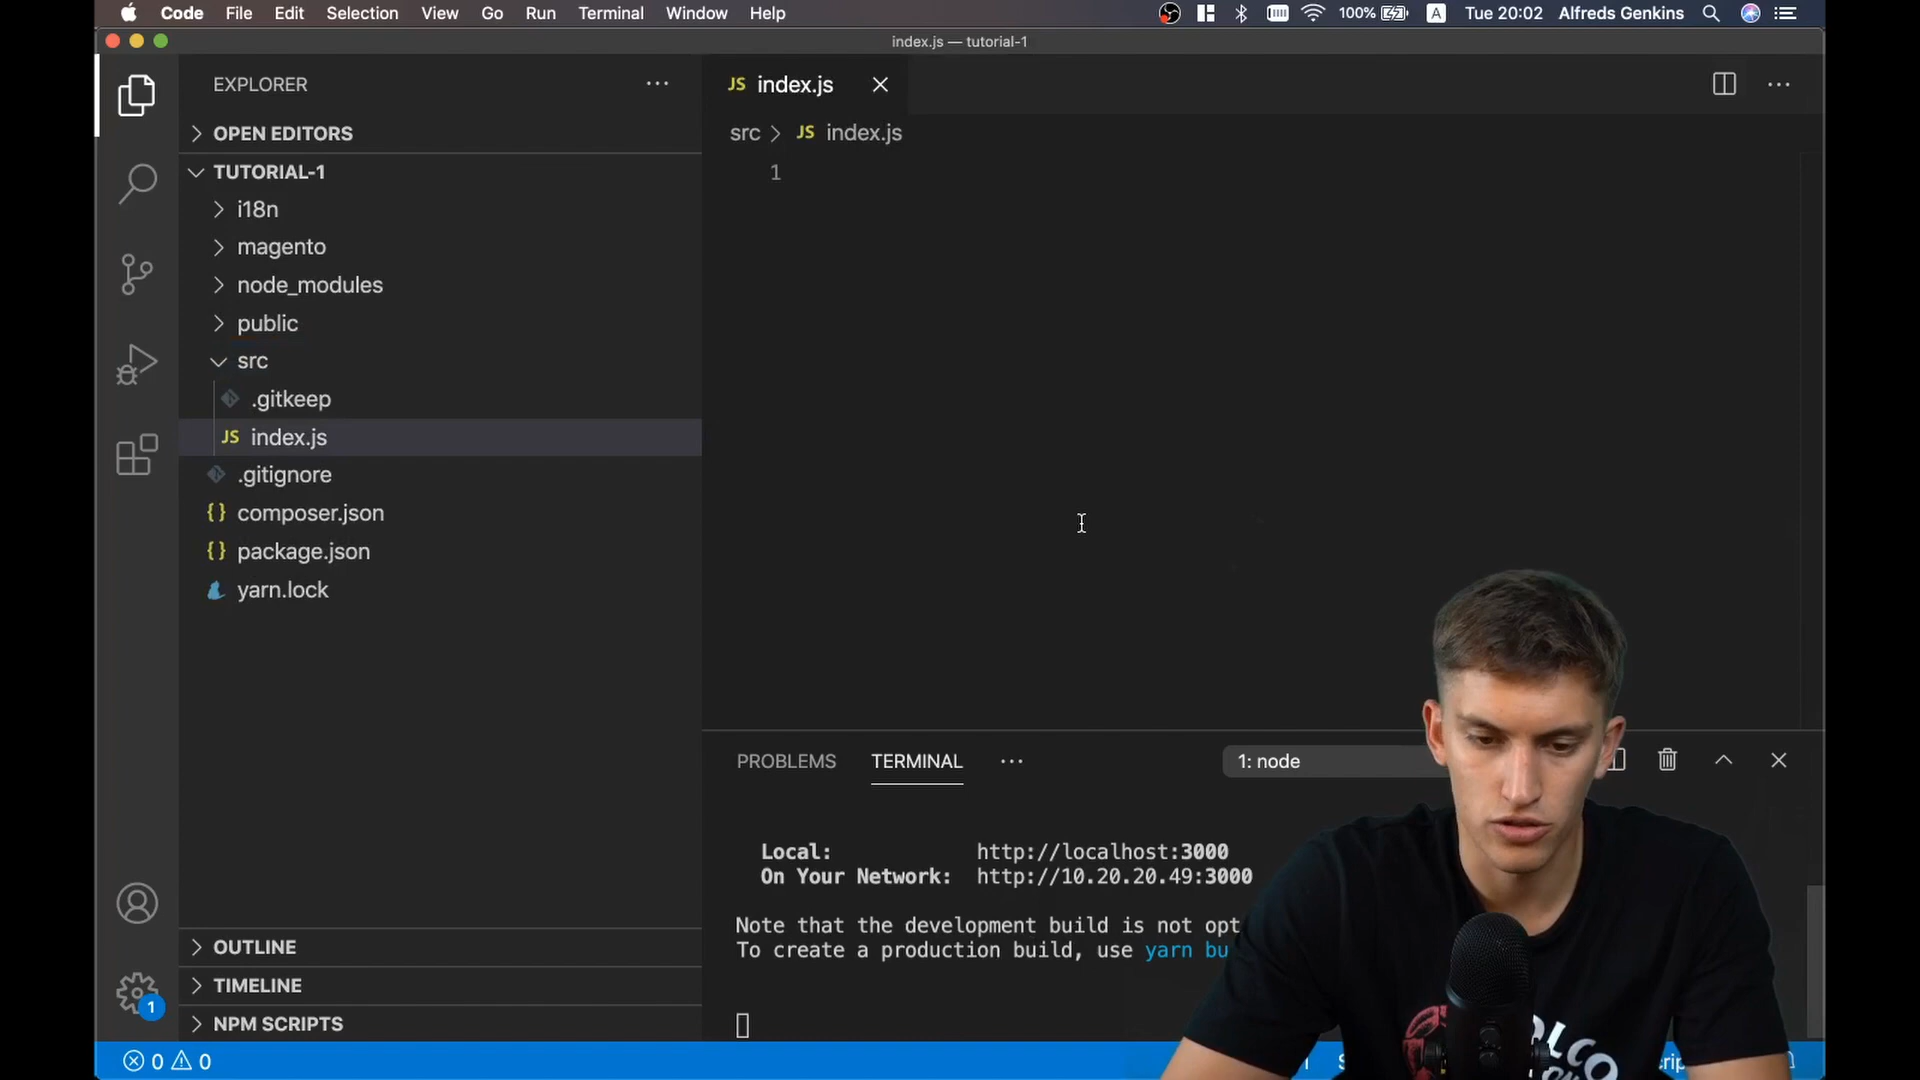 Code File Edit Selection View Go Run Terminal Window Help 100% A Tue 20:02 Alfreds Genkins
index.js — tutorial-1
EXPLORER
OPEN EDITORS
TUTORIAL-1
i18n
magento
node_modules
public
src
.gitkeep
JS index.js
.gitignore
{} composer.json
{} package.json
yarn.lock
OUTLINE
TIMELINE
NPM SCRIPTS
1
0 0
JS index.js
src > JS index.js
1
PROBLEMS TERMINAL 1: node
Local: http://localhost:3000
On Your Network: http://10.20.20.49:3000
Note that the development build is not opt
To create a production build, use yarn bu